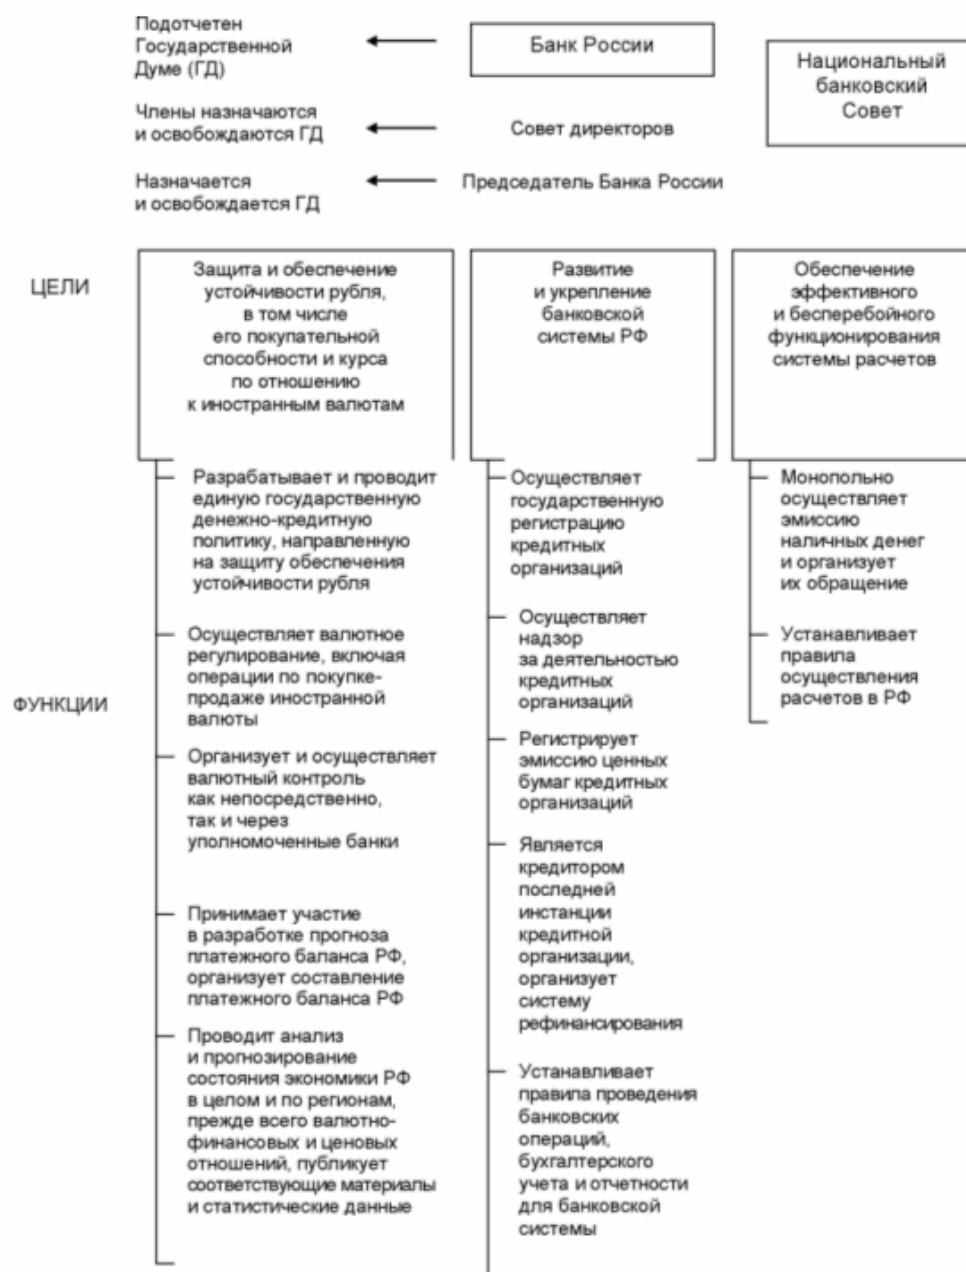 Подотчетен
Государственной
Думе (ГД)
Банк России
Национальный
банковский
Совет
Члены назначаются
и освобождаются ГД
Совет директоров
Назначается
и освобождается ГД
Председатель Банка России
ЦЕЛИ
Защита и обеспечение
устойчивости рубля,
в том числе
его покупательной
способности и курса
по отношению
к иностранным валютам
Развитие
и укрепление
банковской
системы РФ
Обеспечение
эффективного
и бесперебойного
функционирования
системы расчетов
ФУНКЦИИ
Разрабатывает и проводит
единую государственную
денежно-кредитную
политику, направленную
на защиту обеспечения
устойчивости рубля
Осуществляет валютное
регулирование, включая
операции по покупке-
продаже иностранной
валюты
Организует и осуществляет
валютный контроль
как непосредственно,
так и через
уполномоченные банки
Принимает участие
в разработке прогноза
платежного баланса РФ,
организует составление
платежного баланса РФ
Проводит анализ
и прогнозирование
состояния экономики РФ
в целом и по регионам,
прежде всего валютно-
финансовых и ценовых
отношений, публикует
соответствующие материалы
и статистические данные
Осуществляет
государственную
регистрацию
кредитных
организаций
Осуществляет
надзор
за деятельностью
кредитных
организаций
Регистрирует
эмиссию ценных
бумаг кредитных
организаций
Является
кредитором
последней
инстанции
кредитной
организации,
организует
систему
рефинансирования
Устанавливает
правила проведения
банковских
операций,
бухгалтерского
учета и отчетности
для банковской
системы
Монопольно
осуществляет
эмиссию
наличных денег
и организует
их обращение
Устанавливает
правила
осуществления
расчетов в РФ